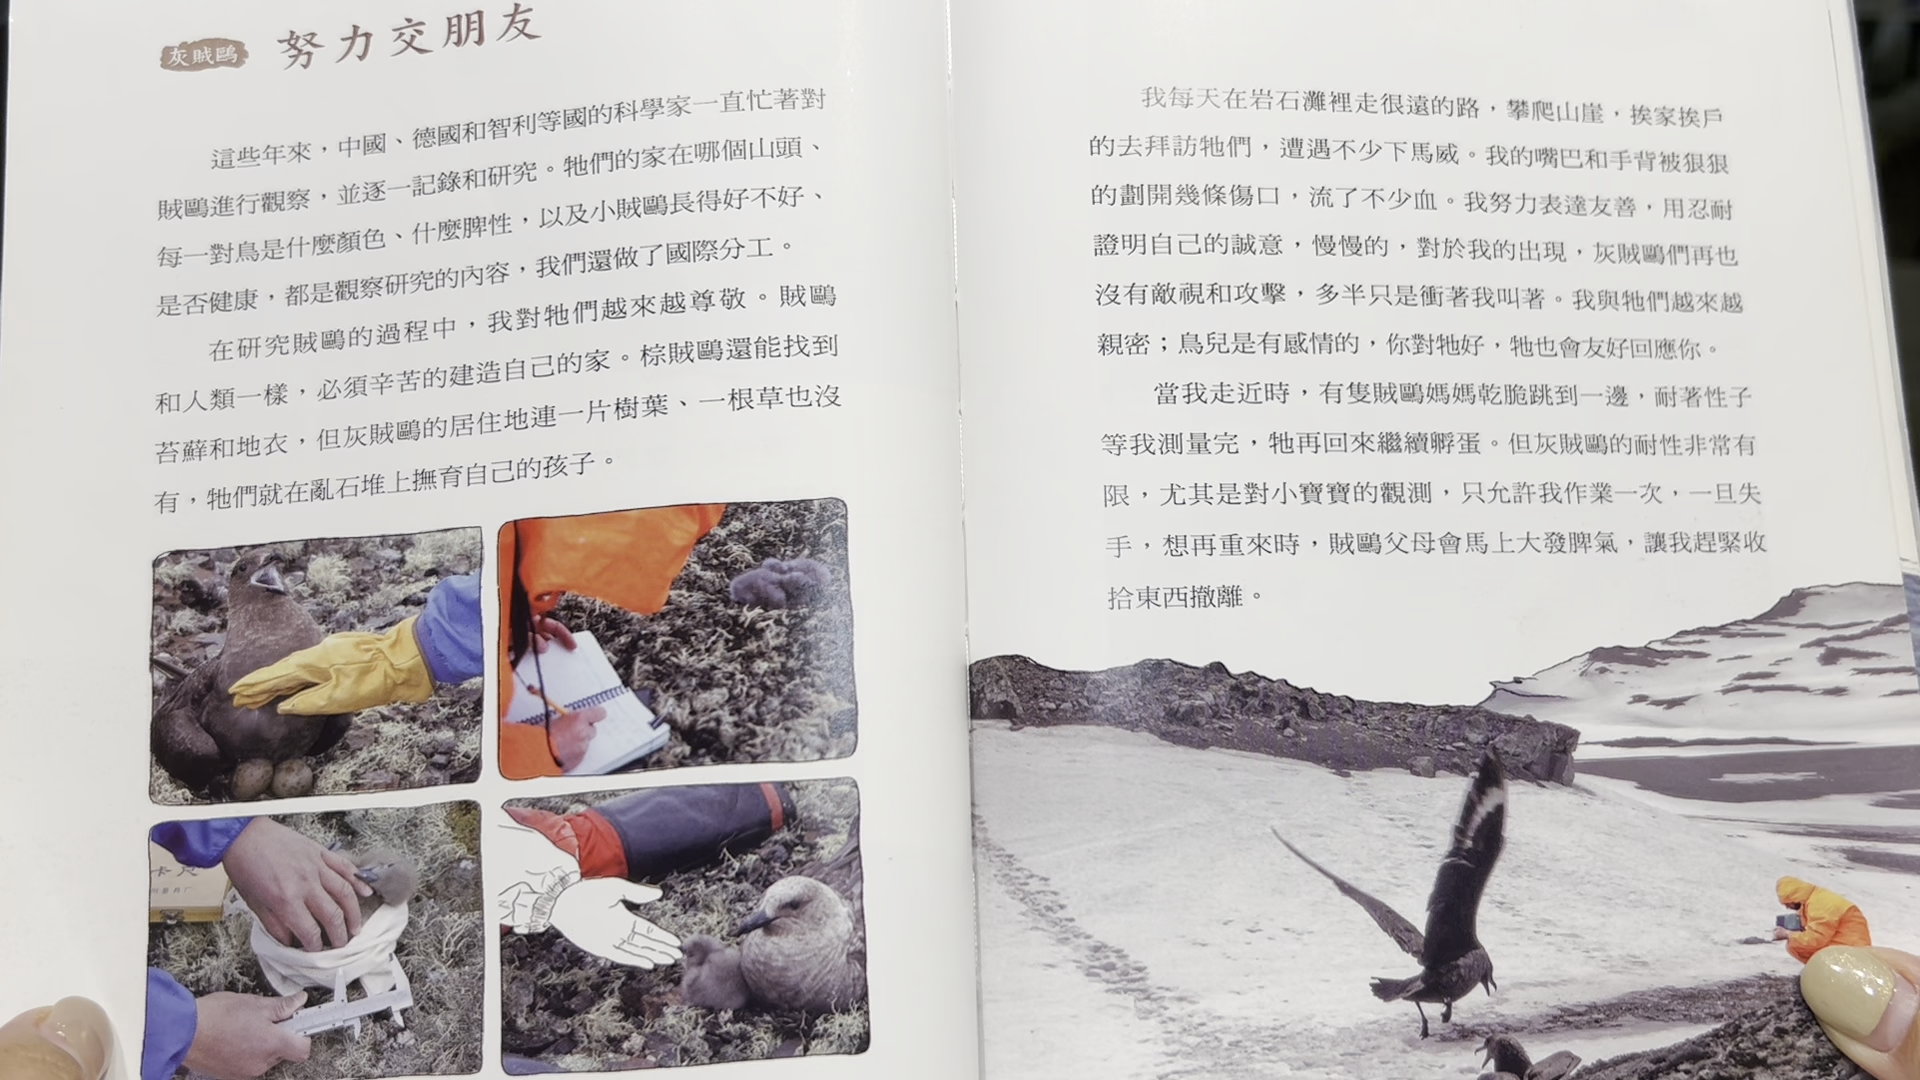 灰賊鷗 努力交朋友
這些年來，中國、德國和智利等國的科學家一直忙著對
賊鷗進行觀察，並逐一記錄和研究。牠們的家在哪個山頭、
每一對鳥是什麼顏色、什麼脾性，以及小賊鷗長得好不好、
是否健康，都是觀察研究的內容，我們還做了國際分工。
在研究賊鷗的過程中，我對牠們越來越尊敬。賊鷗
和人類一樣，必須辛苦的建造自己的家。棕賊鷗還能找到
苔蘚和地衣，但灰賊鷗的居住地連一片樹葉、一根草也沒
有，牠們就在亂石堆上撫育自己的孩子。
我每天在岩石灘裡走很遠的路，攀爬山崖，挨家挨戶
的去拜訪牠們，遭遇不少下馬威。我的嘴巴和手背被狠狠
的劃開幾條傷口，流了不少血。我努力表達友善，用忍耐
證明自己的誠意，慢慢的，對於我的出現，灰賊鷗們再也
沒有敵視和攻擊，多半只是衝著我叫著。我與牠們越來越
親密；鳥兒是有感情的，你對牠好，牠也會友好回應你。
當我走近時，有隻賊鷗媽媽乾脆跳到一邊，耐著性子
等我測量完，牠再回來繼續孵蛋。但灰賊鷗的耐性非常有
限，尤其是對小寶寶的觀測，只允許我作業一次，一旦失
手，想再重來時，賊鷗父母會馬上大發脾氣，讓我趕緊收
拾東西撤離。